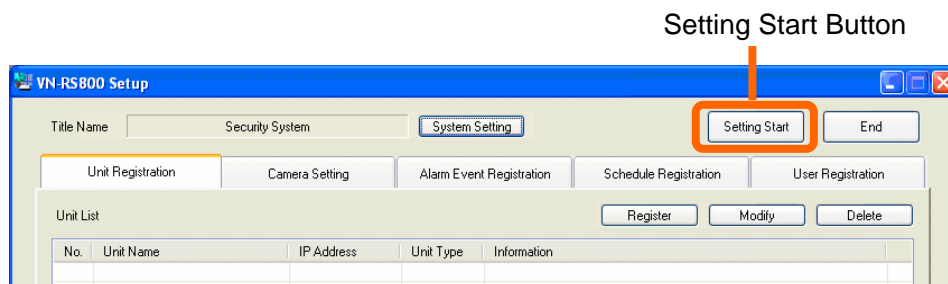 Setting Start Button
VN-RS800 Setup
Title Name Security System System Setting Setting Start End
Unit Registration Camera Setting Alarm Event Registration Schedule Registration User Registration
Unit List Register Modify Delete
No. Unit Name IP Address Unit Type Information